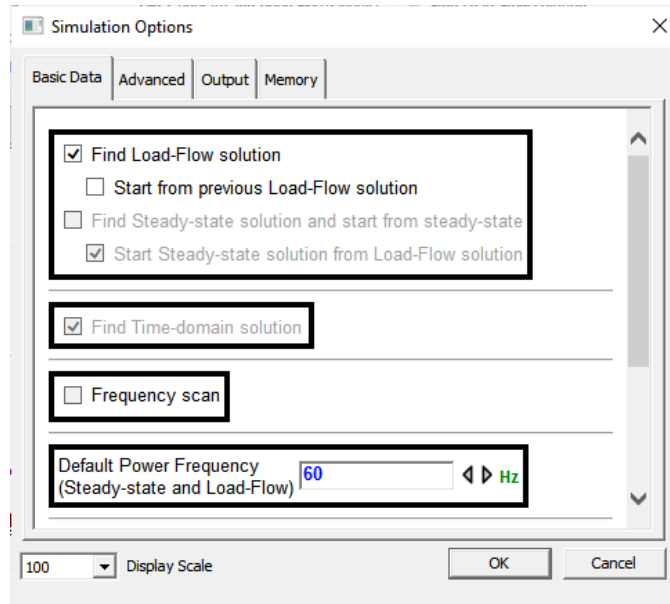 Simulation Options
Basic Data Advanced Output Memory
Find Load-Flow solution
Start from previous Load-Flow solution
Find Steady-state solution and start from steady-state
Start Steady-state solution from Load-Flow solution
Find Time-domain solution
Frequency scan
Default Power Frequency
(Steady-state and Load-Flow) 60 Hz
100 Display Scale OK Cancel